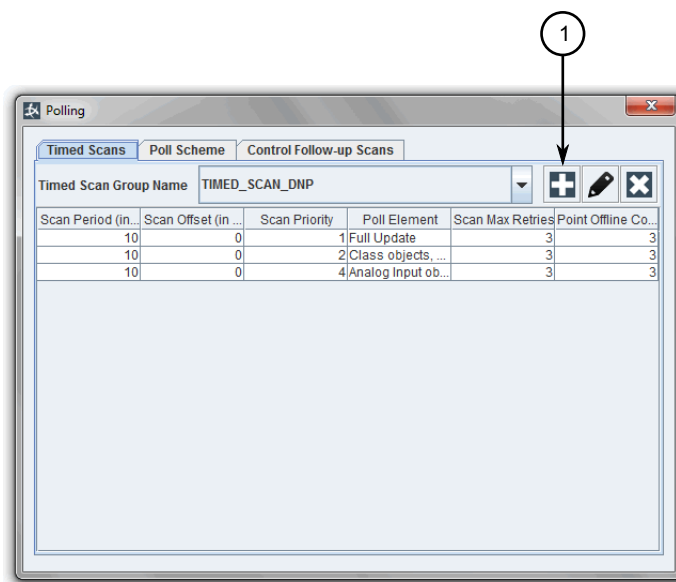 1
Polling
Timed Scans Poll Scheme Control Follow-up Scans
Timed Scan Group Name TIMED_SCAN_DNP
Scan Period (in... Scan Offset (in ... Scan Priority Poll Element Scan Max Retries Point Offline Co...
10 0 1 Full Update 3 3
10 0 2 Class objects, ... 3 3
10 0 4 Analog Input ob... 3 3